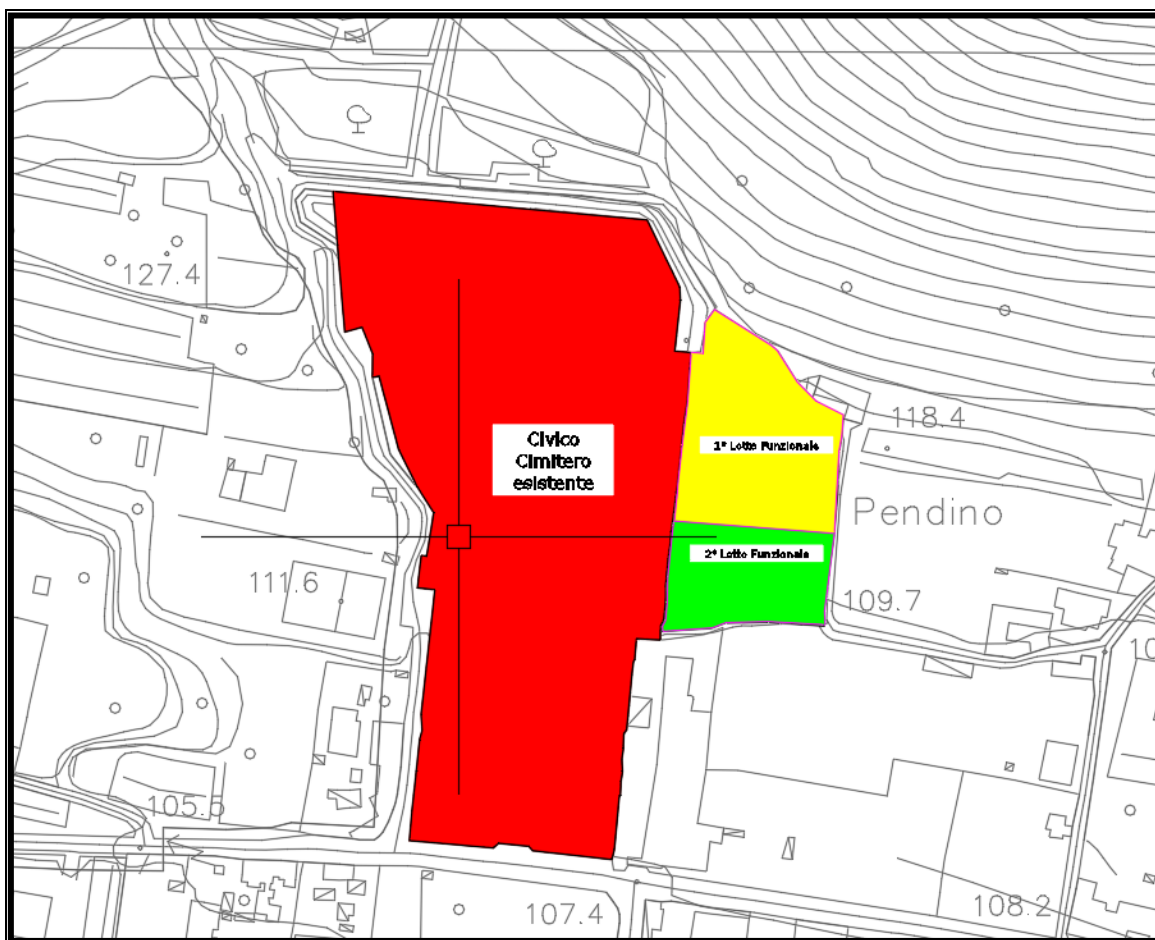 127.4
Civico
Cimitero
esistente
118.4
1° Lotto Funzionale
Pendino
2° Lotto Funzionale
111.6
109.7
105.5
107.4
108.2